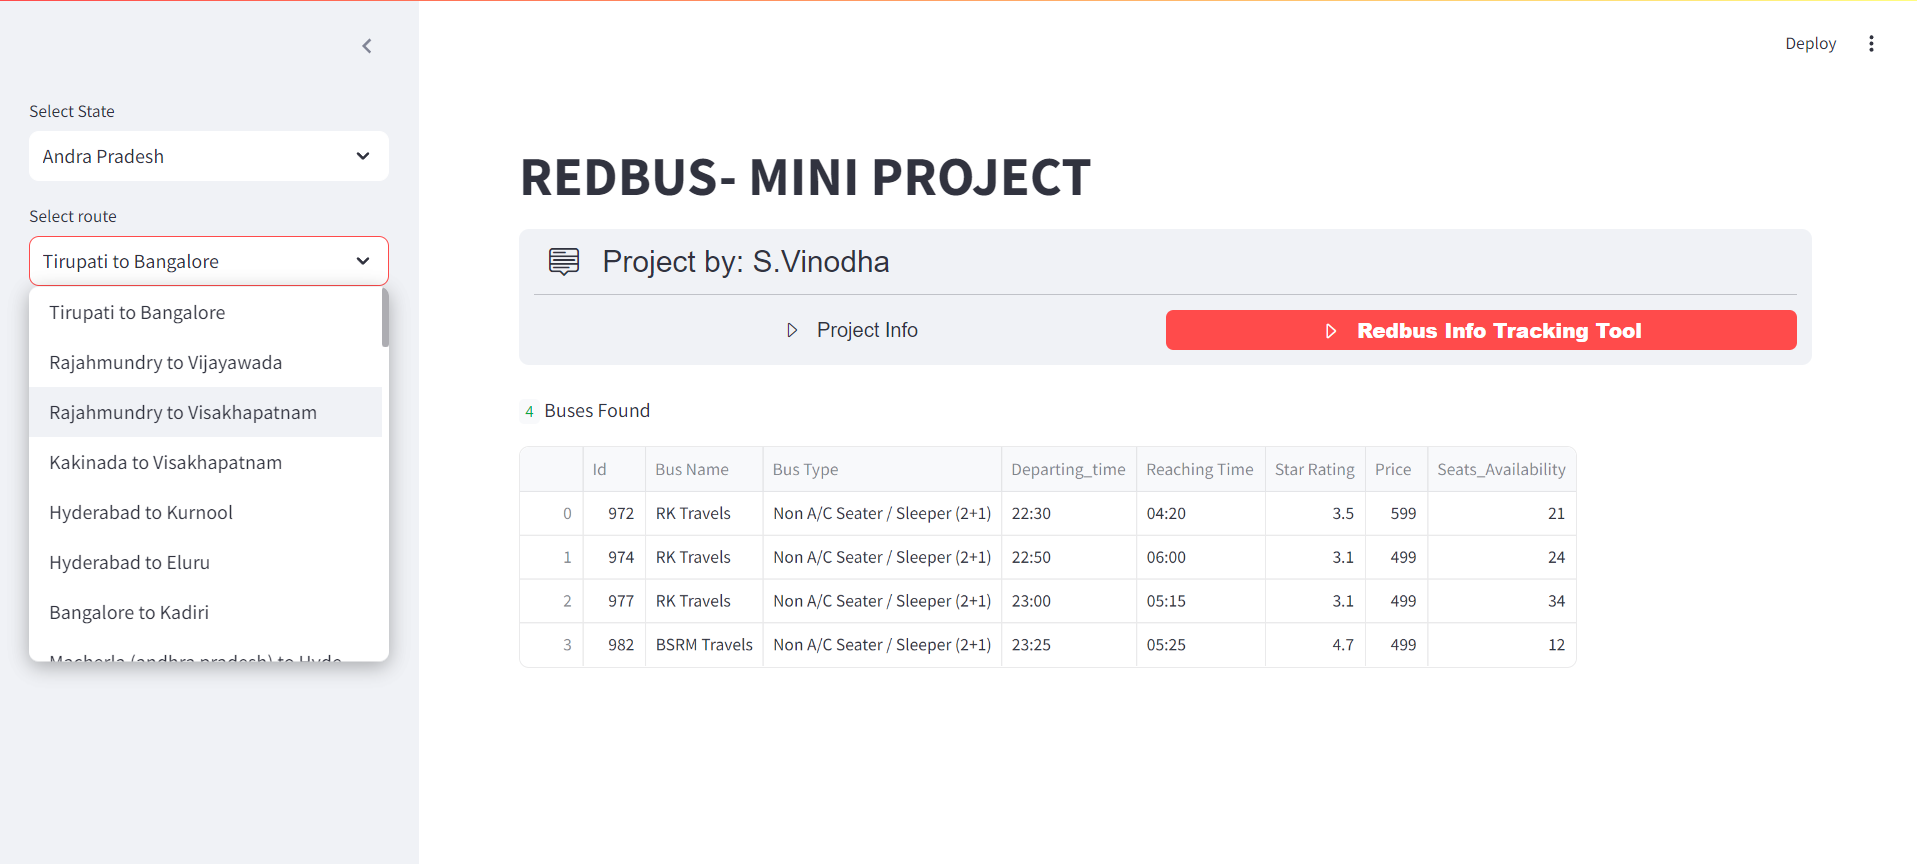 Deploy
Select State
Andra Pradesh
Select route
Tirupati to Bangalore
Tirupati to Bangalore
Rajahmundry to Vijayawada
Rajahmundry to Visakhapatnam
Kakinada to Visakhapatnam
Hyderabad to Kurnool
Hyderabad to Eluru
Bangalore to Kadiri
Macherla (andhra pradesh) to Hyde
REDBUS- MINI PROJECT
Project by: S.Vinodha
Project Info
Redbus Info Tracking Tool
4 Buses Found
Id Bus Name Bus Type Departing_time Reaching Time Star Rating Price Seats_Availability
0 972 RK Travels Non A/C Seater / Sleeper (2+1) 22:30 04:20 3.5 599 21
1 974 RK Travels Non A/C Seater / Sleeper (2+1) 22:50 06:00 3.1 499 24
2 977 RK Travels Non A/C Seater / Sleeper (2+1) 23:00 05:15 3.1 499 34
3 982 BSRM Travels Non A/C Seater / Sleeper (2+1) 23:25 05:25 4.7 499 12